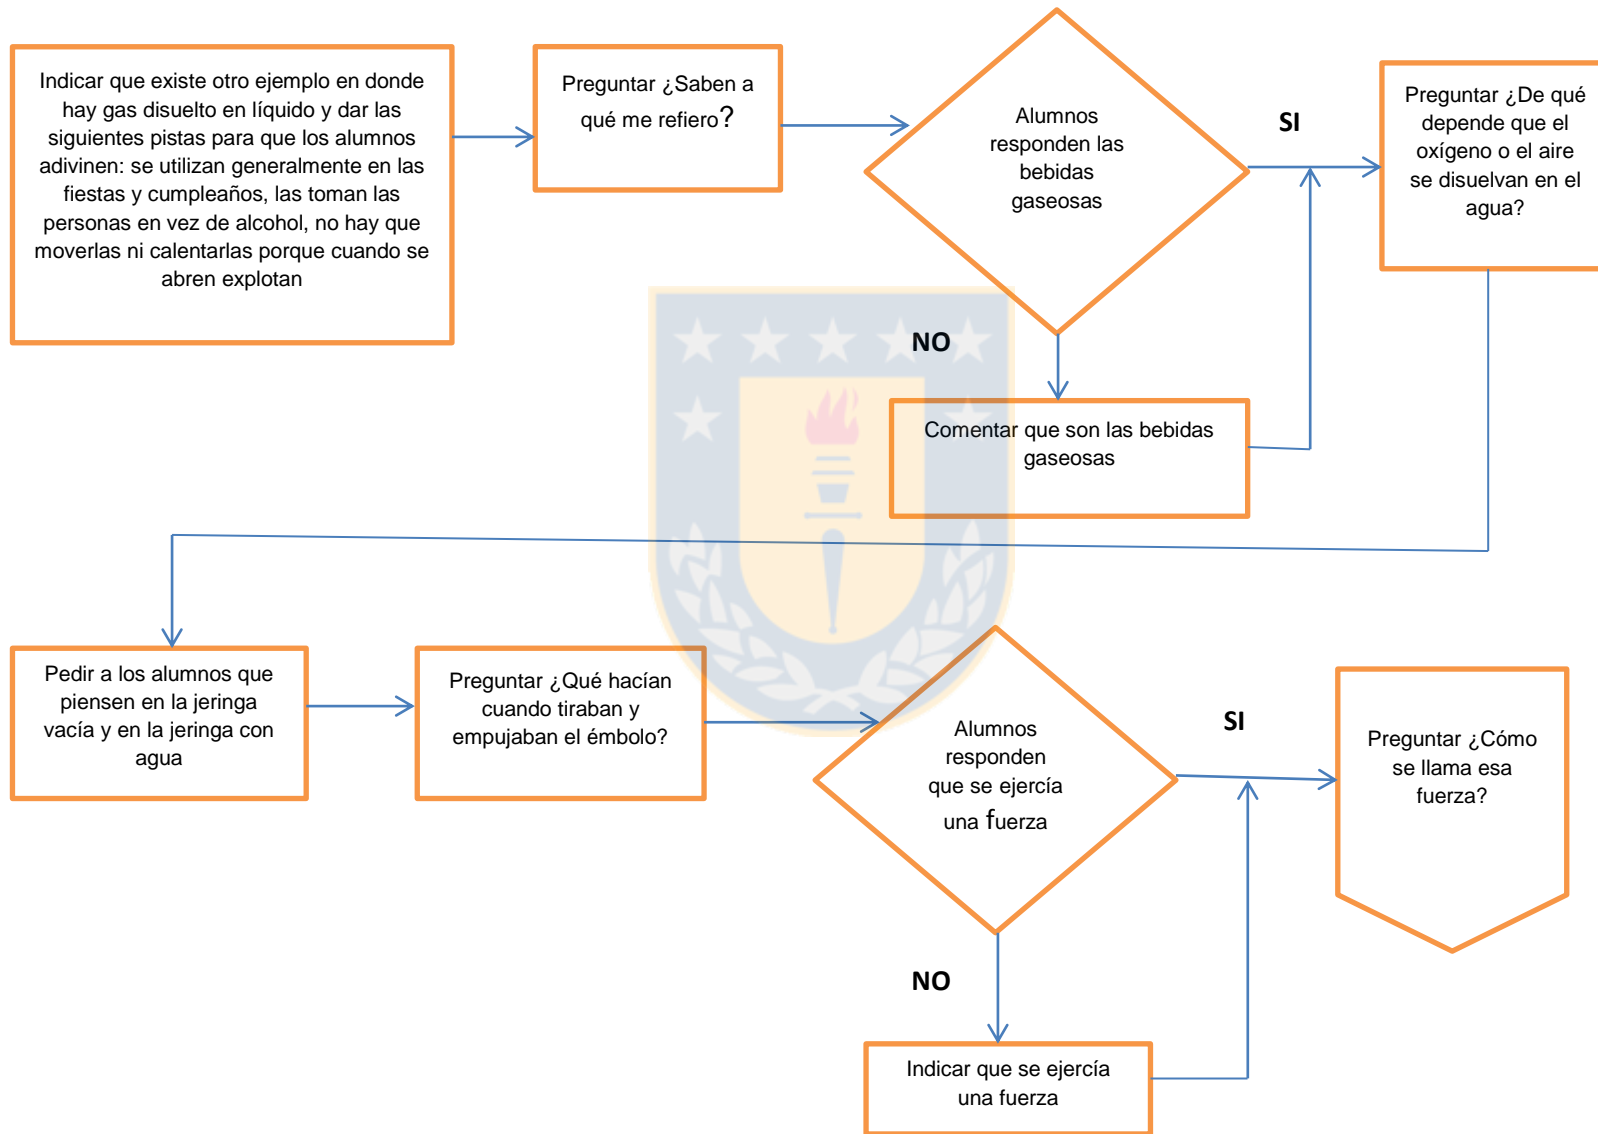 Indicar que existe otro ejemplo en donde
hay gas disuelto en líquido y dar las
siguientes pistas para que los alumnos
adivinen: se utilizan generalmente en las
fiestas y cumpleaños, las toman las
personas en vez de alcohol, no hay que
moverlas ni calentarlas porque cuando se
abren explotan
Preguntar ¿Saben a
qué me refiero?
Alumnos
responden las
bebidas
gaseosas
SI
Preguntar ¿De qué
depende que el
oxígeno o el aire
se disuelvan en el
agua?
NO
Comentar que son las bebidas
gaseosas
Pedir a los alumnos que
piensen en la jeringa
vacía y en la jeringa con
agua
Preguntar ¿Qué hacían
cuando tiraban y
empujaban el émbolo?
Alumnos
responden
que se ejercía
una fuerza
SI
Preguntar ¿Cómo
se llama esa
fuerza?
NO
Indicar que se ejercía
una fuerza